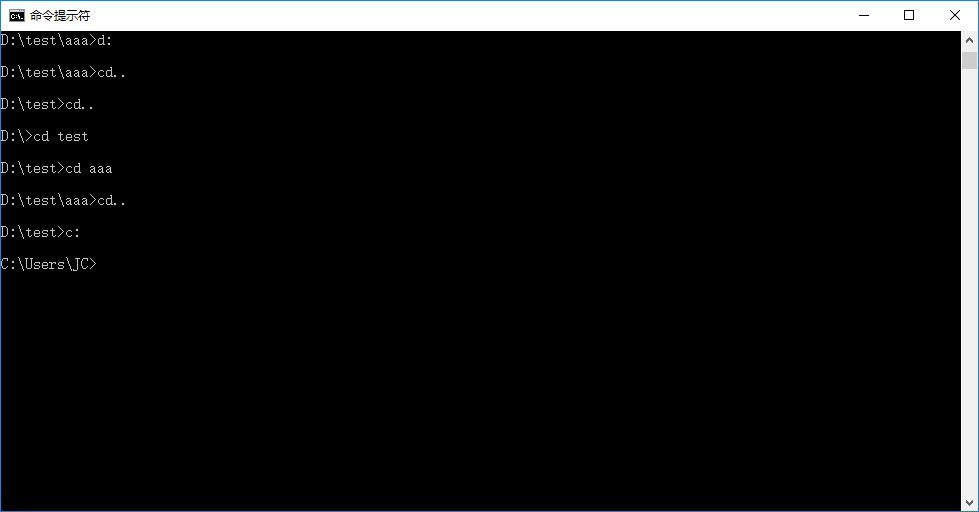 命令提示符
D:\test\aaa>d:
D:\test\aaa>cd..
D:\test>cd..
D:\>cd test
D:\test>cd aaa
D:\test\aaa>cd..
D:\test>c:
C:\Users\JC>